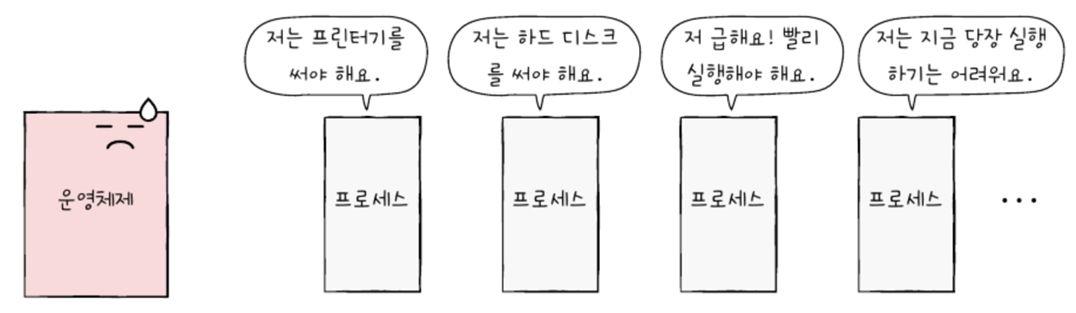 저는 프린터기를
써야 해요.
저는 하드 디스크
를 써야 해요.
저 급해요! 빨리
실행해야 해요.
저는 지금 당장 실행
하기는 어려워요.
운영체제
프로세스
프로세스
프로세스
프로세스
...